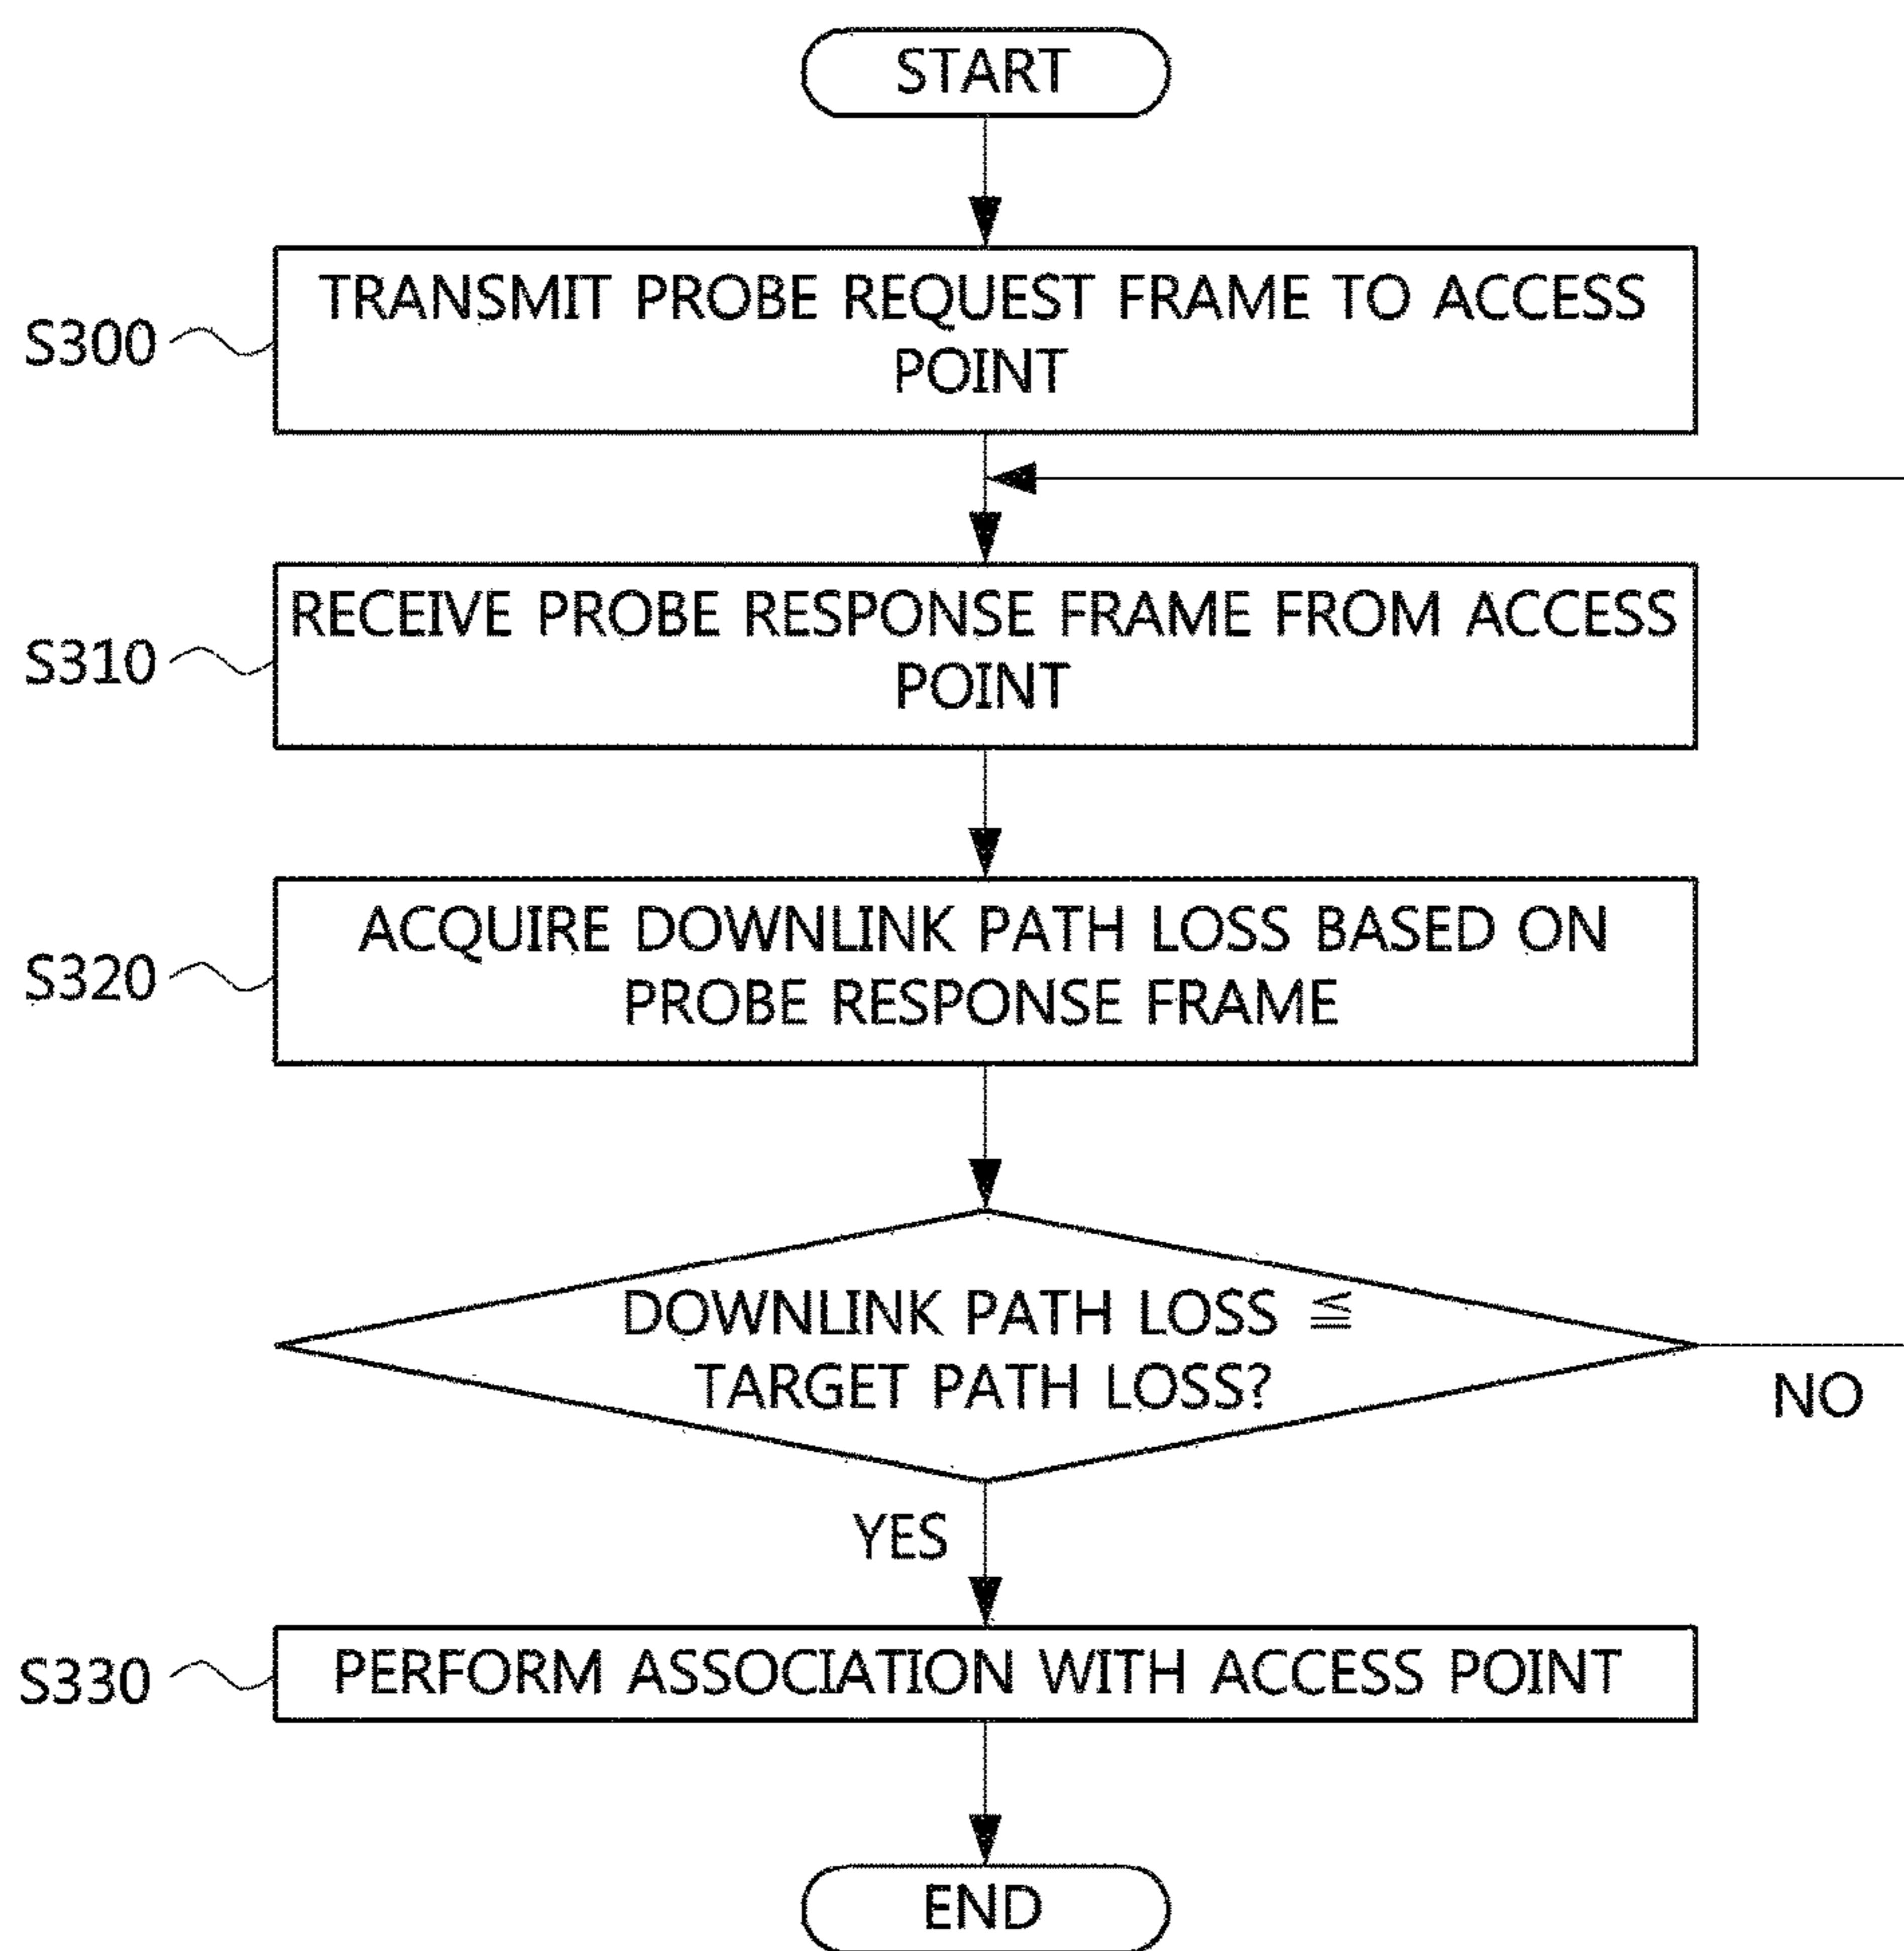 START
S300
TRANSMIT PROBE REQUEST FRAME TO ACCESS
POINT
S310
RECEIVE PROBE RESPONSE FRAME FROM ACCESS
POINT
S320
ACQUIRE DOWNLINK PATH LOSS BASED ON
PROBE RESPONSE FRAME
DOWNLINK PATH LOSS ≦
TARGET PATH LOSS?
NO
YES
S330
PERFORM ASSOCIATION WITH ACCESS POINT
END